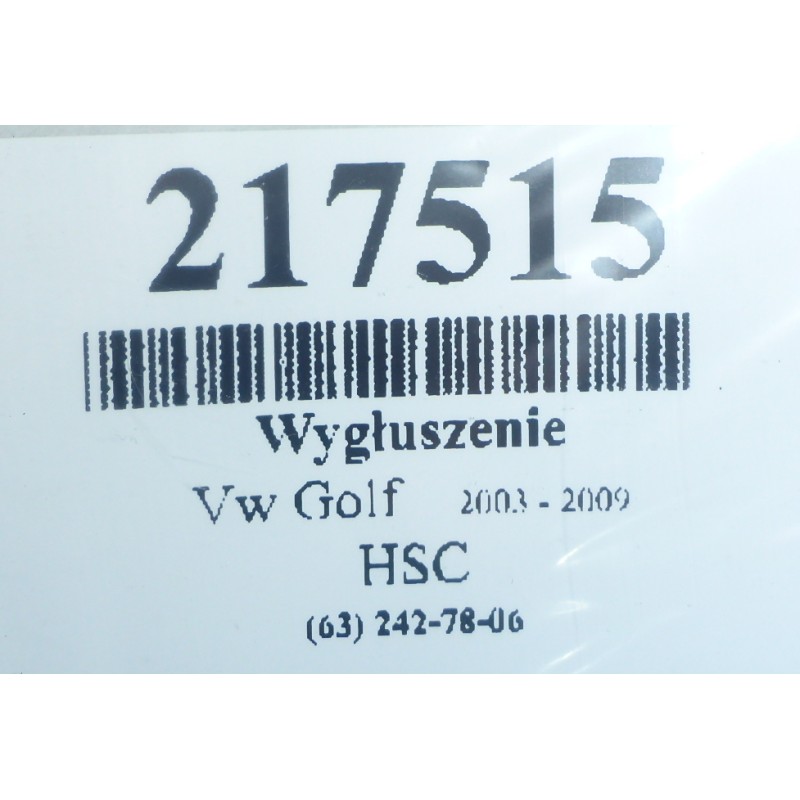 217515
Wygłuszenie
Vw Golf 2003 - 2009
HSC
(63) 242-78-06